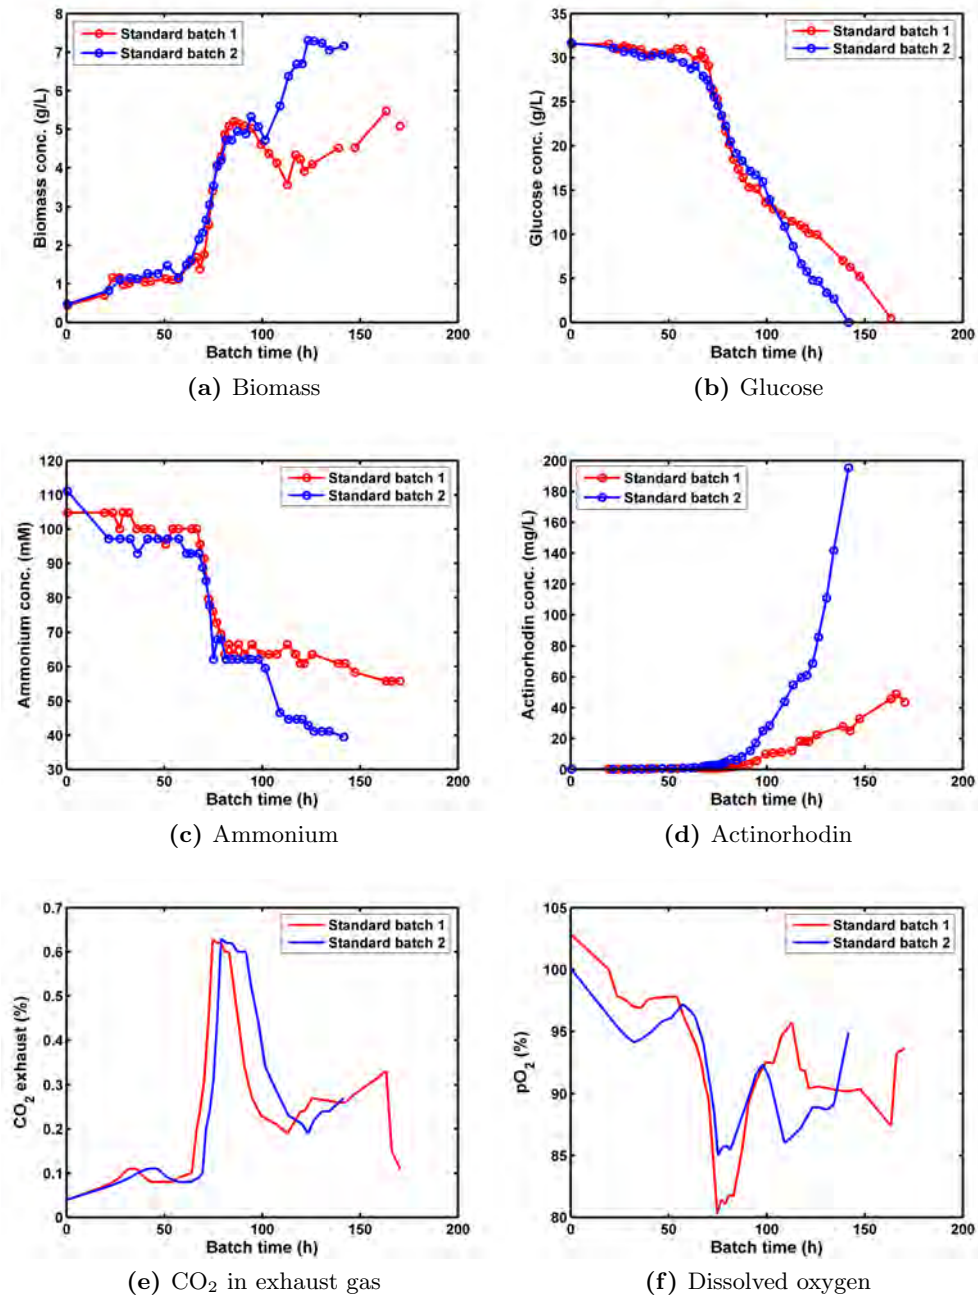 8
7
6
5
4
3
2
1
0
0 50 100 150 200
Biomass conc. (g/L)
Batch time (h)
Standard batch 1
Standard batch 2
(a) Biomass
35
30
25
20
15
10
5
0
0 50 100 150 200
Glucose conc. (g/L)
Batch time (h)
Standard batch 1
Standard batch 2
(b) Glucose
120
110
100
90
80
70
60
50
40
30
0 50 100 150 200
Ammonium conc. (mM)
Batch time (h)
Standard batch 1
Standard batch 2
(c) Ammonium
200
180
160
140
120
100
80
60
40
20
0
0 50 100 150 200
Actinorhodin conc. (mg/L)
Batch time (h)
Standard batch 1
Standard batch 2
(d) Actinorhodin
0.7
0.6
0.5
0.4
0.3
0.2
0.1
0
0 50 100 150 200
CO₂ exhaust (%)
Batch time (h)
Standard batch 1
Standard batch 2
(e) CO₂ in exhaust gas
105
100
95
90
85
80
0 50 100 150 200
pO₂ (%)
Batch time (h)
Standard batch 1
Standard batch 2
(f) Dissolved oxygen